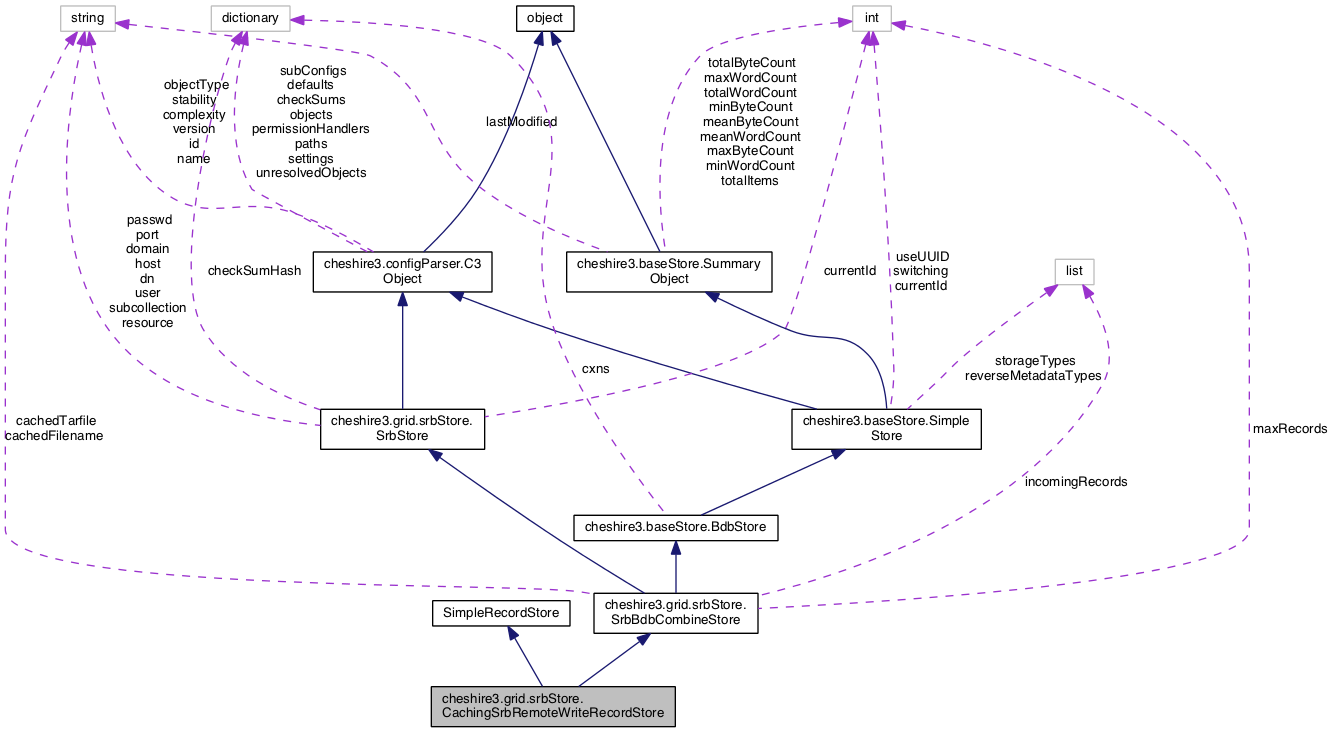 string
dictionary
object
int
objectType
stability
complexity
version
id
name
subConfigs
defaults
checkSums
objects
permissionHandlers
paths
settings
unresolvedObjects
lastModified
totalByteCount
maxWordCount
totalWordCount
minByteCount
meanByteCount
meanWordCount
maxByteCount
minWordCount
totalItems
passwd
port
domain
host
dn
user
subcollection
resource
checkSumHash
cheshire3.configParser.C3
Object
cheshire3.baseStore.Summary
Object
currentId
useUUID
switching
currentId
list
cxns
storageTypes
reverseMetadataTypes
cachedTarfile
cachedFilename
cheshire3.grid.srbStore.
SrbStore
cheshire3.baseStore.Simple
Store
maxRecords
incomingRecords
cheshire3.baseStore.BdbStore
SimpleRecordStore
cheshire3.grid.srbStore.
SrbBdbCombineStore
cheshire3.grid.srbStore.
CachingSrbRemoteWriteRecordStore